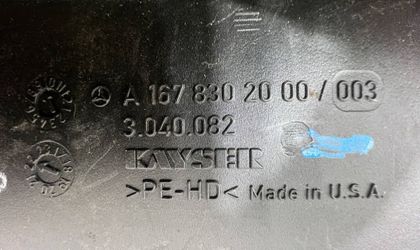 A 167 830 20 00 / 003
3.040.082
KAYSER
>PE-HD< Made in U.S.A.